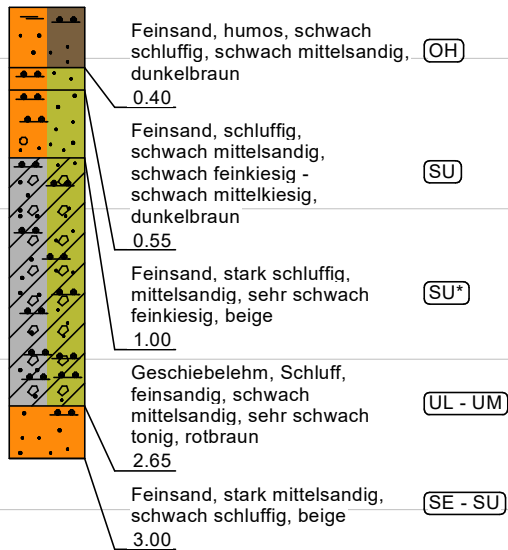 Feinsand, humos, schwach
schluffig, schwach mittelsandig,
dunkelbraun
OH
0.40
Feinsand, schluffig,
schwach mittelsandig,
schwach feinkiesig -
schwach mittelkiesig,
dunkelbraun
SU
0.55
Feinsand, stark schluffig,
mittelsandig, sehr schwach
feinkiesig, beige
SU*
1.00
Geschiebelehm, Schluff,
feinsandig, schwach
mittelsandig, sehr schwach
tonig, rotbraun
UL - UM
2.65
Feinsand, stark mittelsandig,
schwach schluffig, beige
SE - SU
3.00